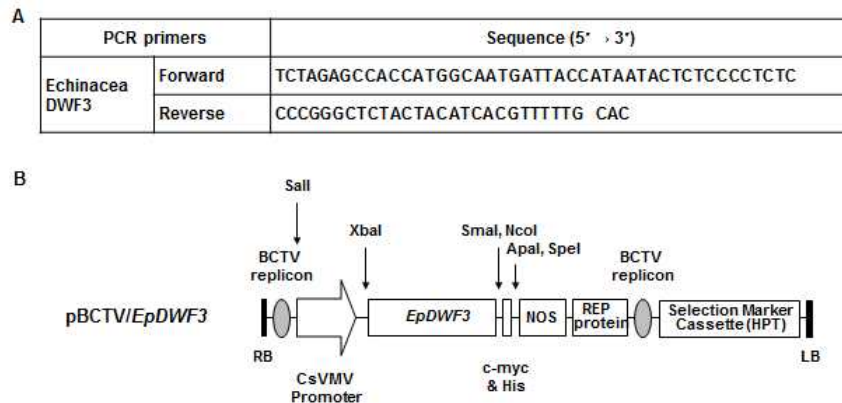 A
PCR primers Sequence (5' → 3')
Echinacea DWF3
Forward TCTAGAGCCACCATGGCAATGATTACCATAATACTCTCCCCTCTC
Reverse CCCGGGCTCTACTACATCACGTTTTTG CAC
B
SalI
XbaI
SmaI, NcoI
ApaI, SpeI
BCTV replicon
BCTV replicon
pBCTV/EpDWF3
EpDWF3
NOS
REP protein
Selection Marker Cassette (HPT)
RB
LB
CsVMV Promoter
c-myc & His